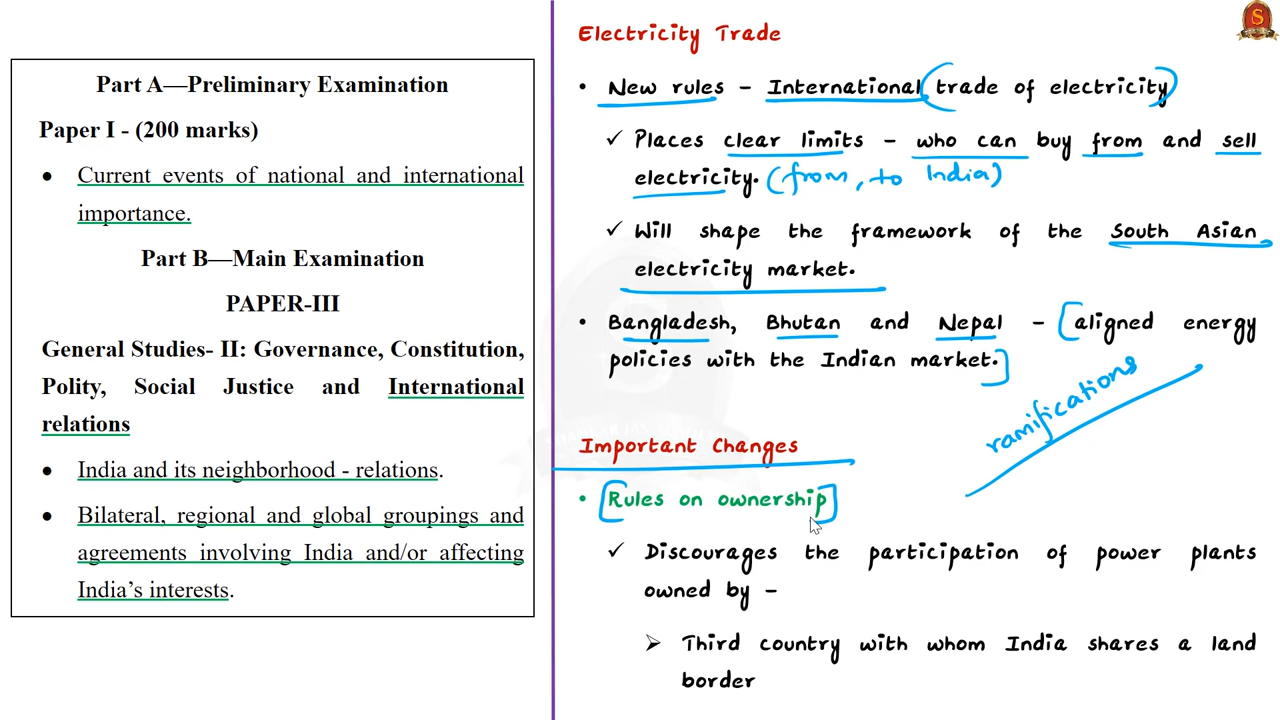 Part A—Preliminary Examination
Paper I - (200 marks)
• Current events of national and international
importance.
Part B—Main Examination
PAPER-III
General Studies- II: Governance, Constitution,
Polity, Social Justice and International
relations
• India and its neighborhood - relations.
• Bilateral, regional and global groupings and
agreements involving India and/or affecting
India's interests.
Electricity Trade
• New rules - International (trade of electricity)
✓ Places clear limits - who can buy from and sell
electricity. (from, to India)
✓ Will shape the framework of the South Asian
electricity market.
• Bangladesh, Bhutan and Nepal - [aligned energy
policies with the Indian market.]
ramifications
Important Changes
• [Rules on ownership]
✓ Discourages the participation of power plants
owned by -
➢ Third country with whom India shares a land
border